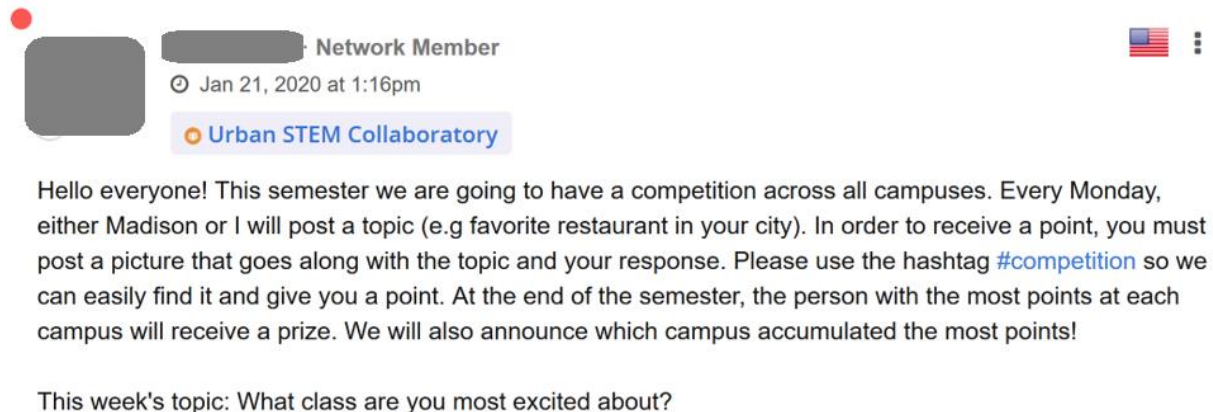 · Network Member
Jan 21, 2020 at 1:16pm
Urban STEM Collaboratory
Hello everyone! This semester we are going to have a competition across all campuses. Every Monday,
either Madison or I will post a topic (e.g favorite restaurant in your city). In order to receive a point, you must
post a picture that goes along with the topic and your response. Please use the hashtag #competition so we
can easily find it and give you a point. At the end of the semester, the person with the most points at each
campus will receive a prize. We will also announce which campus accumulated the most points!
This week's topic: What class are you most excited about?